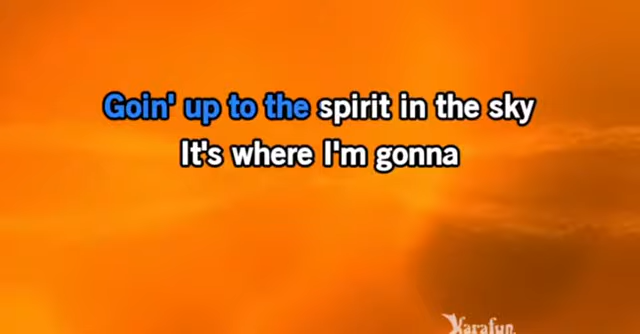 Goin' up to the spirit in the sky
It's where I'm gonna
Karafun